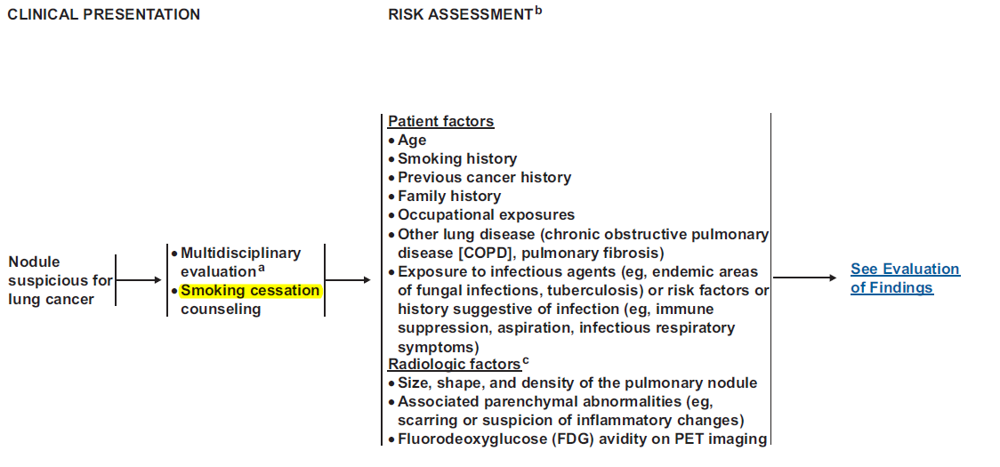 CLINICAL PRESENTATION
RISK ASSESSMENTb
Nodule
suspicious for
lung cancer
• Multidisciplinary
evaluationa
• Smoking cessation
counseling
Patient factors
• Age
• Smoking history
• Previous cancer history
• Family history
• Occupational exposures
• Other lung disease (chronic obstructive pulmonary
disease [COPD], pulmonary fibrosis)
• Exposure to infectious agents (eg, endemic areas
of fungal infections, tuberculosis) or risk factors or
history suggestive of infection (eg, immune
suppression, aspiration, infectious respiratory
symptoms)
Radiologic factorsc
• Size, shape, and density of the pulmonary nodule
• Associated parenchymal abnormalities (eg,
scarring or suspicion of inflammatory changes)
• Fluorodeoxyglucose (FDG) avidity on PET imaging
See Evaluation
of Findings